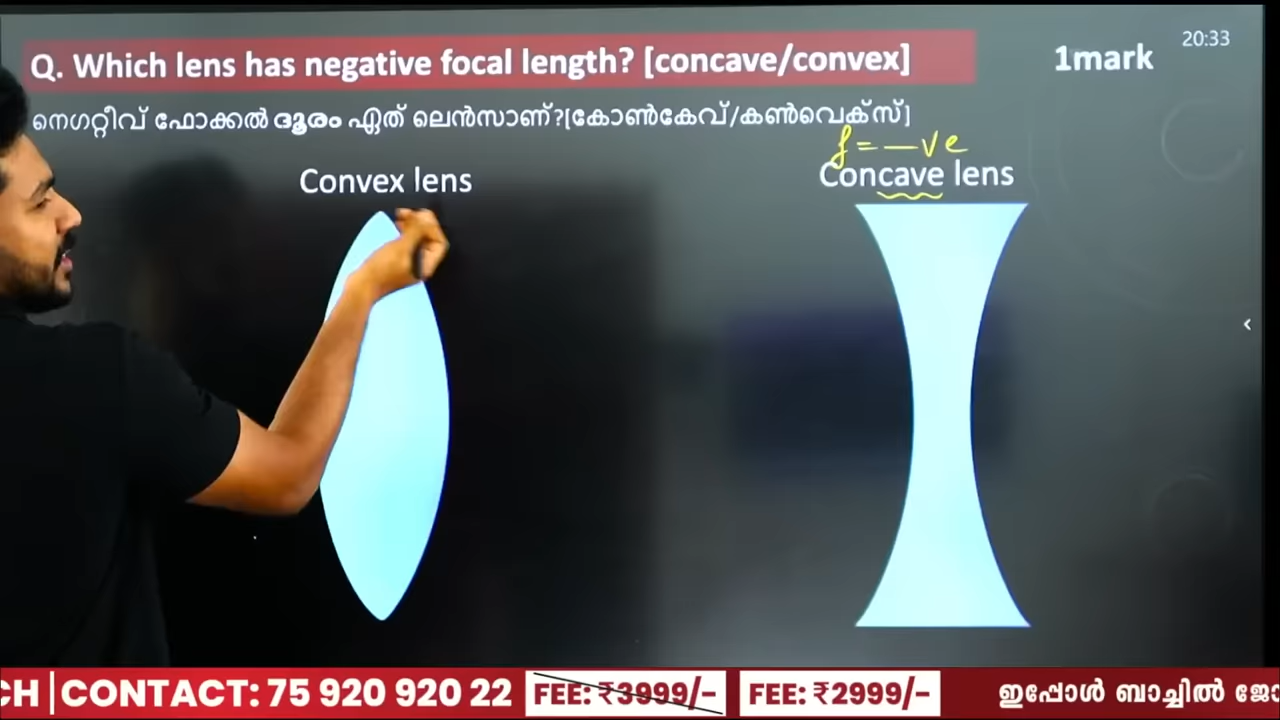 20:33
Q. Which lens has negative focal length? [concave/convex]
1mark
നെഗറ്റീവ് ഫോക്കൽ ദൂരം ഏത് ലെൻസാണ്?[കോൺകേവ്/കൺവെക്സ്]
f = —ve
Convex lens
Concave lens
CH | CONTACT: 75 920 920 22 FEE: ₹3999/- FEE: ₹2999/- ഇപ്പോൾ ബാച്ചിൽ